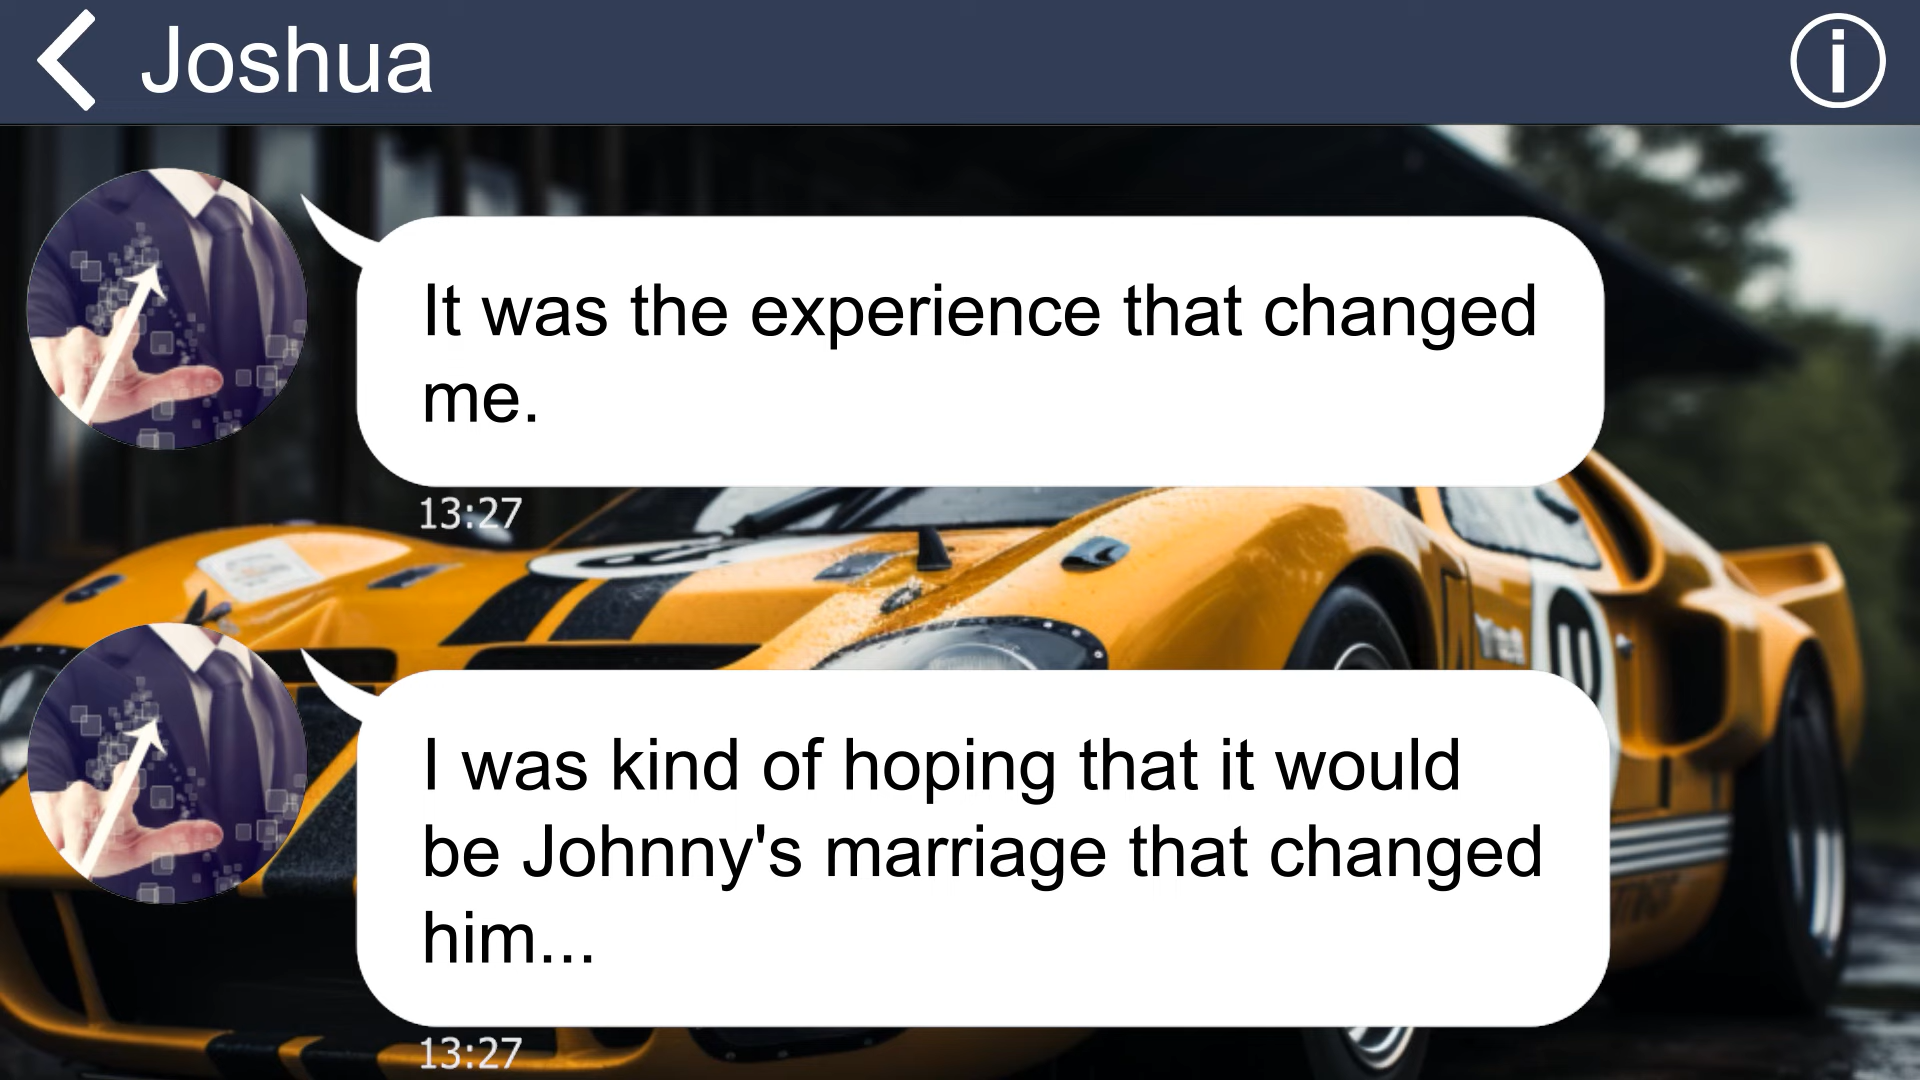 Joshua
It was the experience that changed
me.
13:27
I was kind of hoping that it would
be Johnny's marriage that changed
him...
13:27